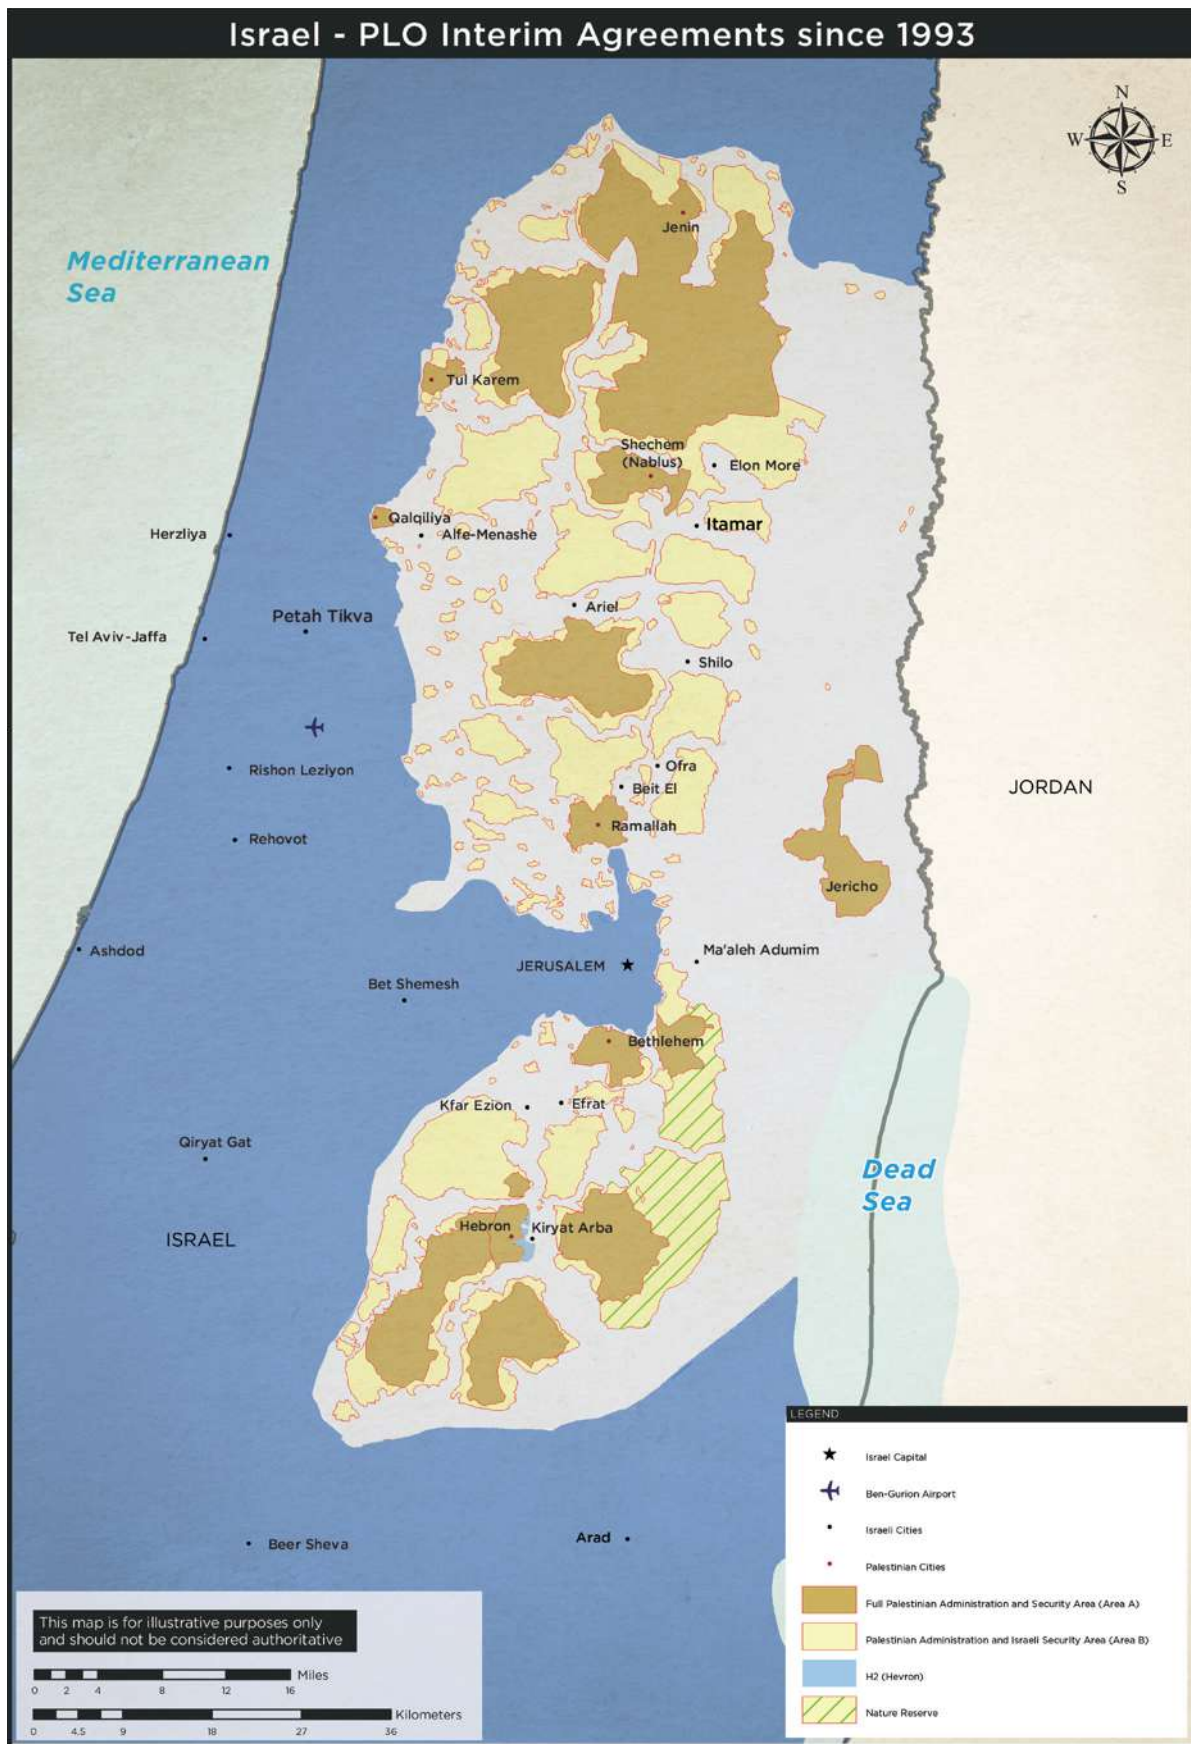 Israel - PLO Interim Agreements since 1993
N
W
E
S
Mediterranean
Sea
Jenin
Tul Karem
Shechem
(Nablus)
Elon More
Qalqiliya
Itamar
Herzliya
Alfe-Menashe
Ariel
Petah Tikva
Tel Aviv-Jaffa
Shilo
Ofra
Rishon Leziyon
Beit El
JORDAN
Ramallah
Rehovot
Jericho
Ashdod
Ma'aleh Adumim
JERUSALEM
Bet Shemesh
Bethlehem
Kfar Ezion
Efrat
Qiryat Gat
Dead
Sea
Hebron
Kiryat Arba
ISRAEL
Beer Sheva
Arad
LEGEND
Israel Capital
Ben-Gurion Airport
Israeli Cities
Palestinian Cities
Full Palestinian Administration and Security Area (Area A)
Palestinian Administration and Israeli Security Area (Area B)
H2 (Hevron)
Nature Reserve
This map is for illustrative purposes only
and should not be considered authoritative
Miles
0 2 4 8 12 16
Kilometers
0 4.5 9 18 27 36